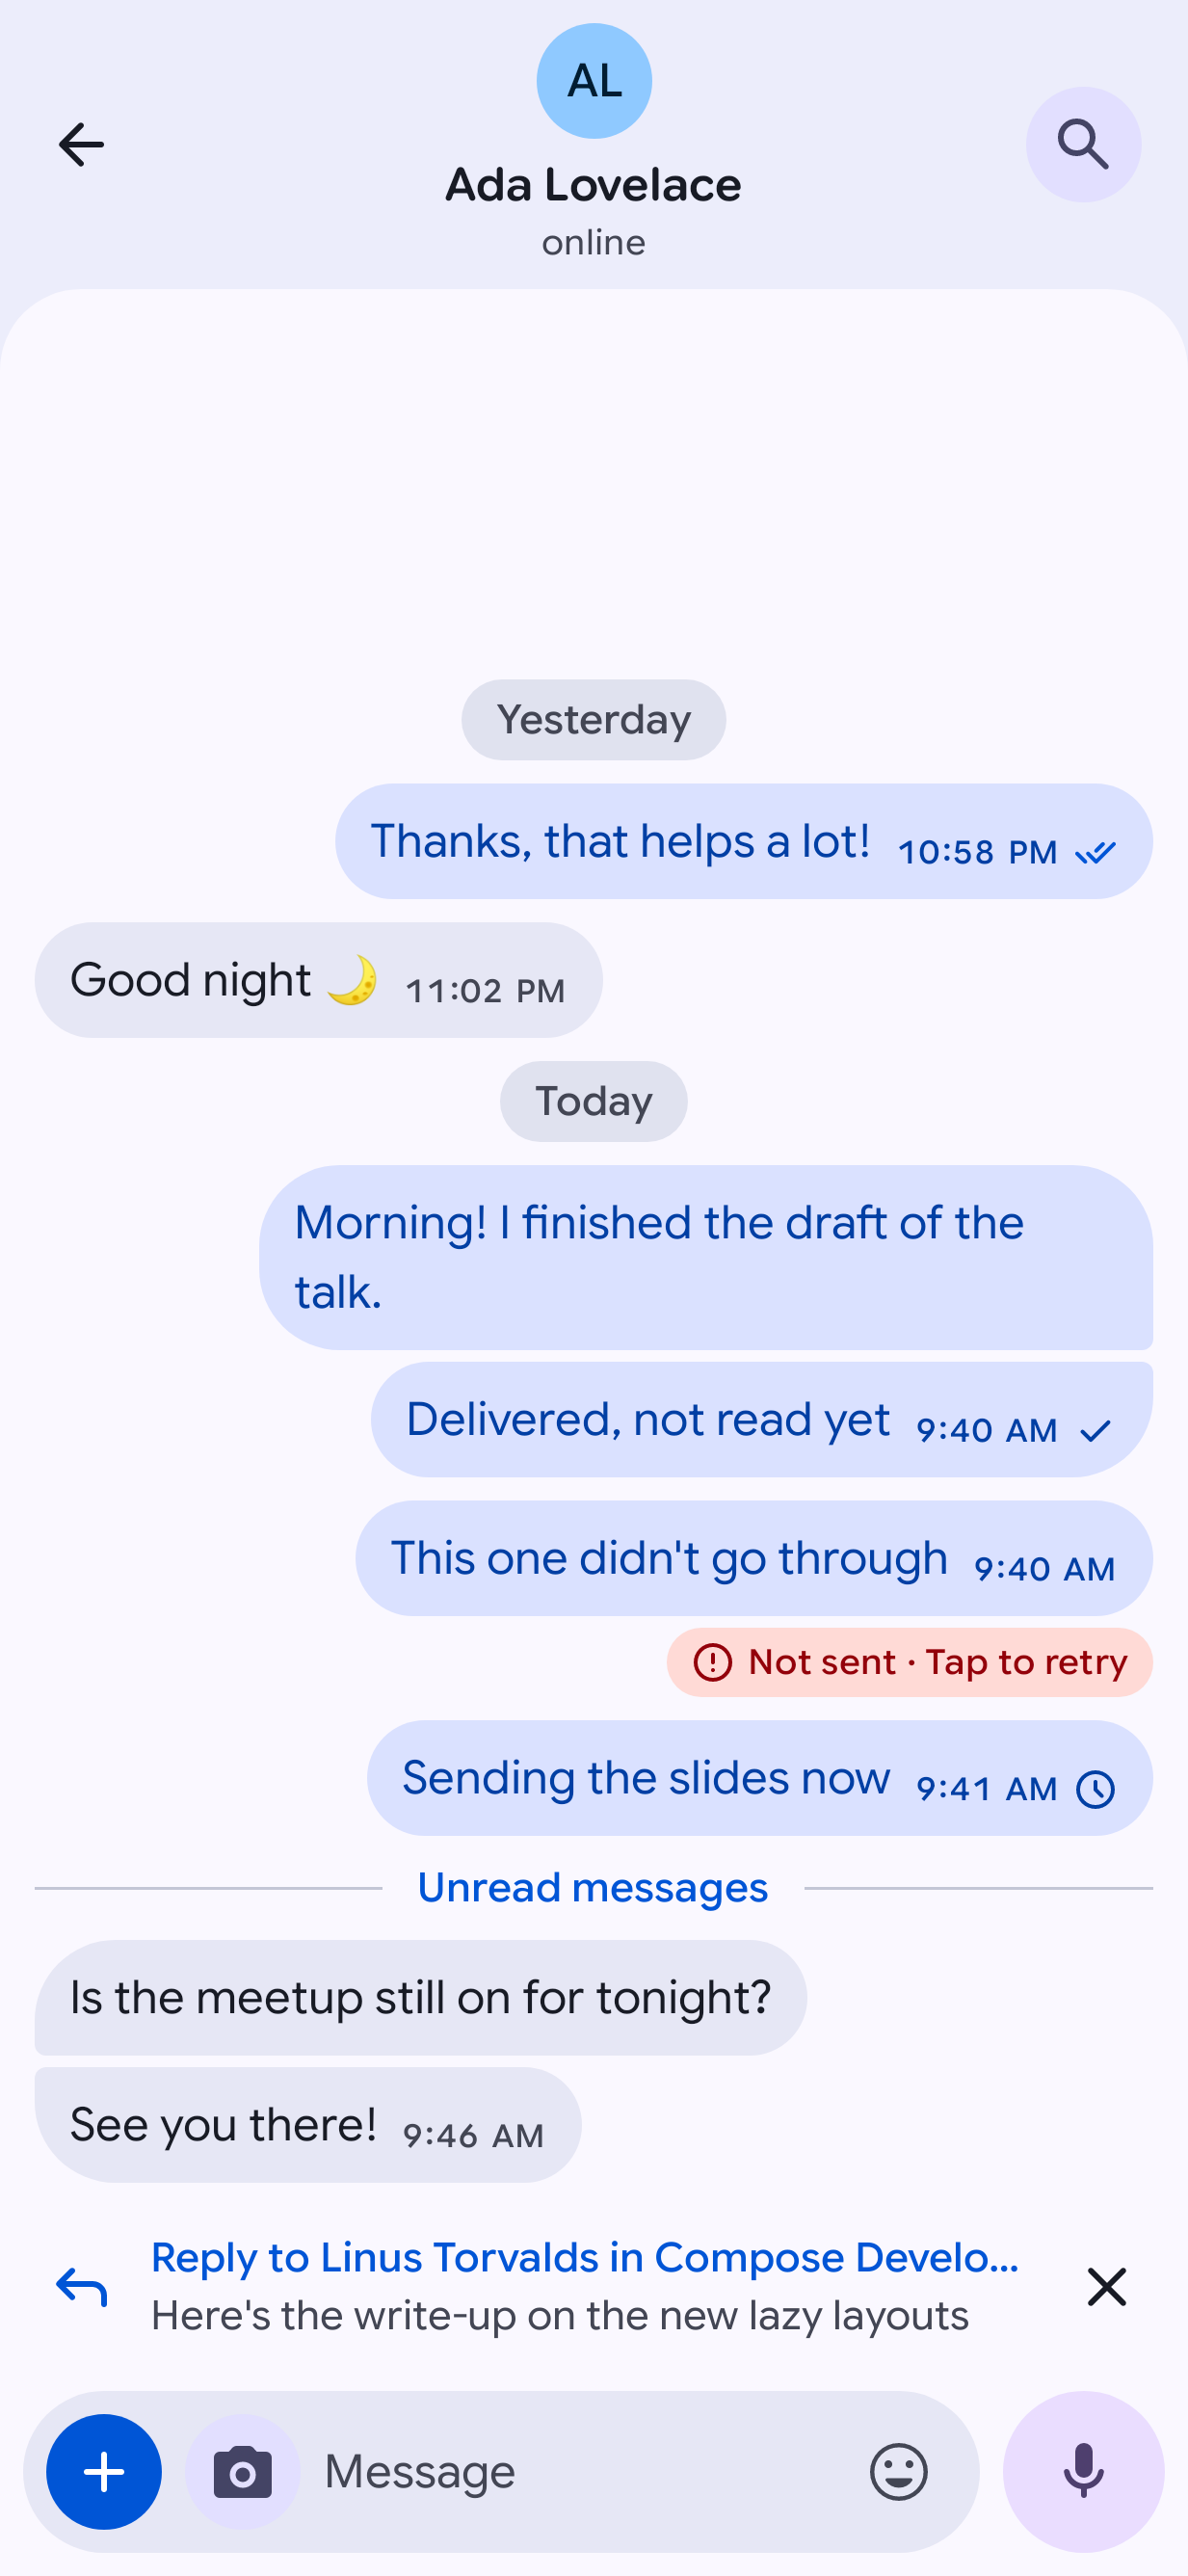 AL
Ada Lovelace
online
Yesterday
Thanks, that helps a lot! 10:58 PM
Good night 🌙 11:02 PM
Today
Morning! I finished the draft of the
talk.
Delivered, not read yet 9:40 AM
This one didn't go through 9:40 AM
Not sent · Tap to retry
Sending the slides now 9:41 AM
Unread messages
Is the meetup still on for tonight?
See you there! 9:46 AM
Reply to Linus Torvalds in Compose Develo...
Here's the write-up on the new lazy layouts
Message